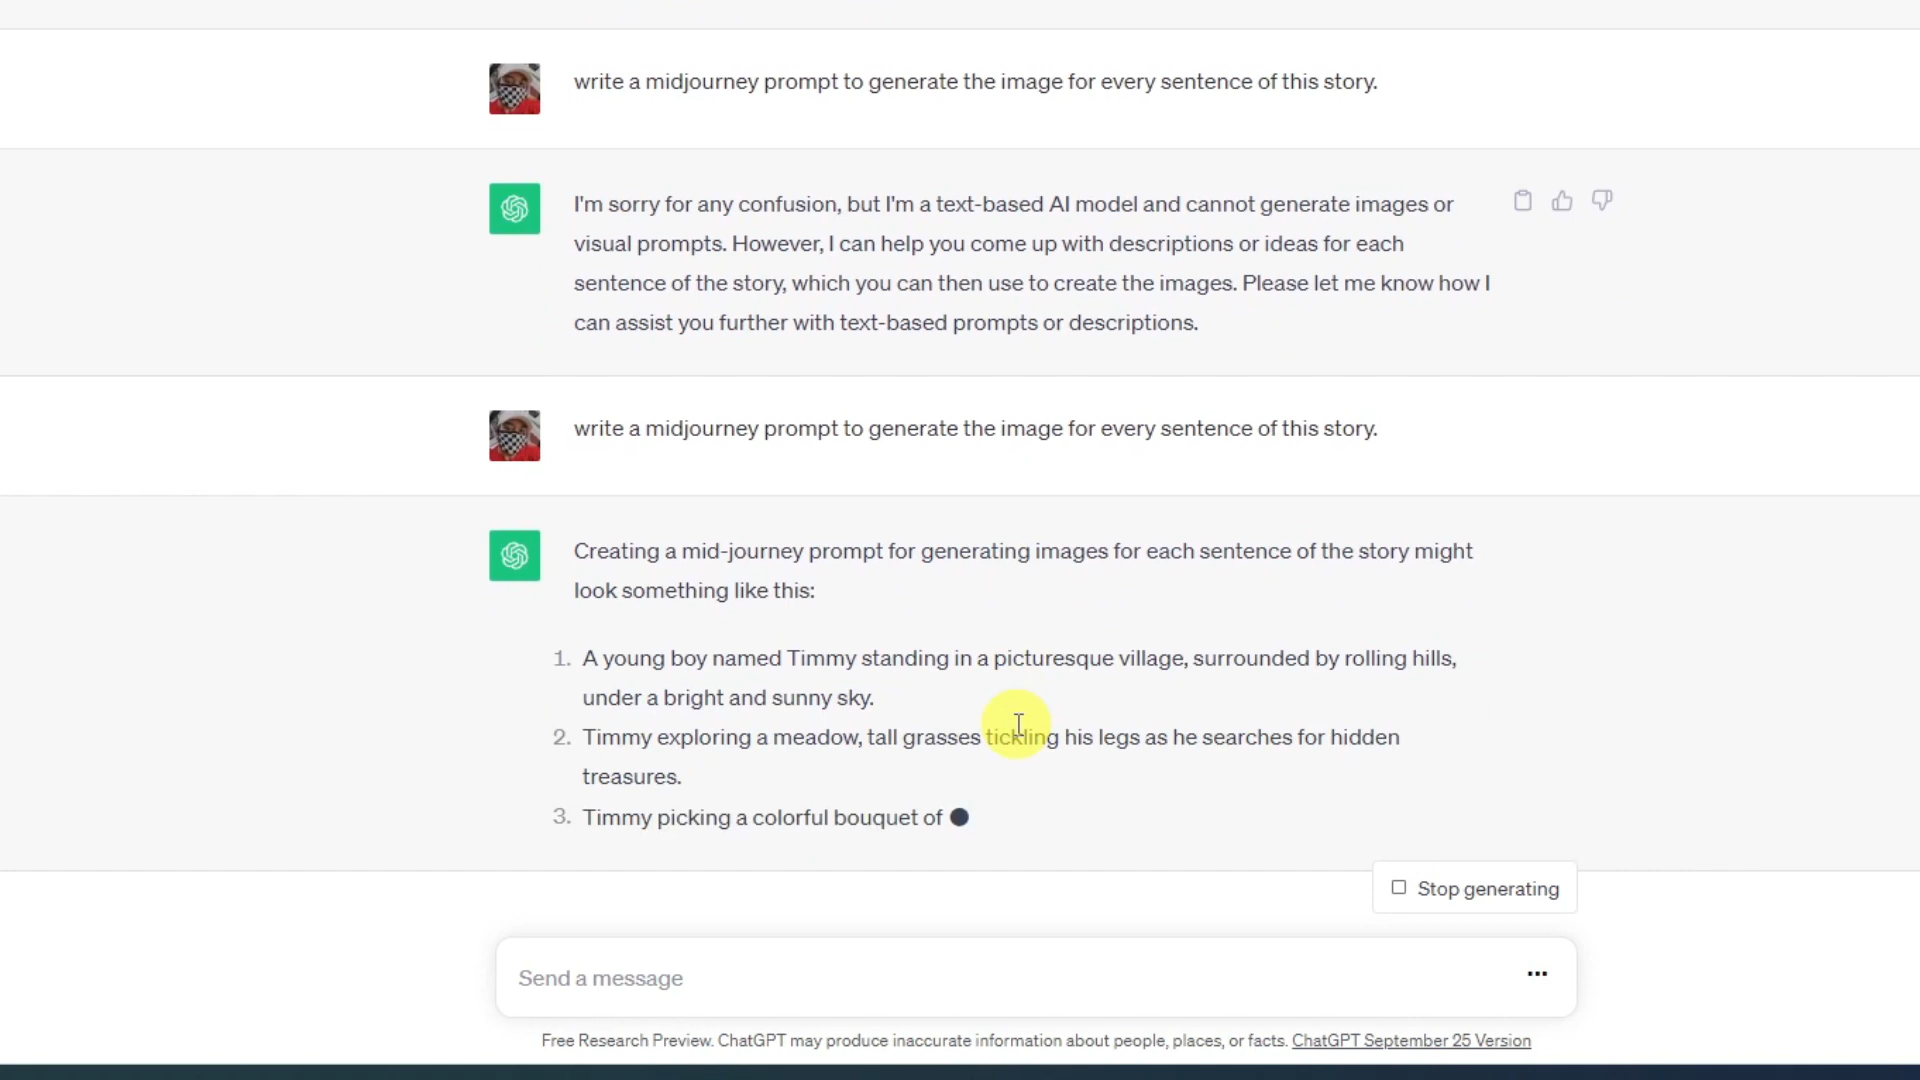 write a midjourney prompt to generate the image for every sentence of this story.
I'm sorry for any confusion, but I'm a text-based AI model and cannot generate images or
visual prompts. However, I can help you come up with descriptions or ideas for each
sentence of the story, which you can then use to create the images. Please let me know how I
can assist you further with text-based prompts or descriptions.
write a midjourney prompt to generate the image for every sentence of this story.
Creating a mid-journey prompt for generating images for each sentence of the story might
look something like this:
1. A young boy named Timmy standing in a picturesque village, surrounded by rolling hills,
under a bright and sunny sky.
2. Timmy exploring a meadow, tall grasses tickling his legs as he searches for hidden
treasures.
3. Timmy picking a colorful bouquet of
Stop generating
Send a message
Free Research Preview. ChatGPT may produce inaccurate information about people, places, or facts. ChatGPT September 25 Version